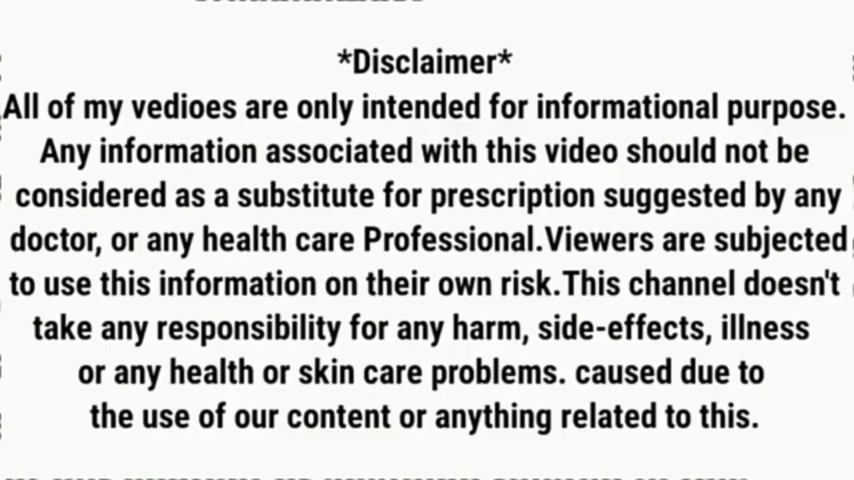 *Disclaimer*
All of my vedioes are only intended for informational purpose.
Any information associated with this video should not be
considered as a substitute for prescription suggested by any
doctor, or any health care Professional.Viewers are subjected
to use this information on their own risk.This channel doesn't
take any responsibility for any harm, side-effects, illness
or any health or skin care problems. caused due to
the use of our content or anything related to this.